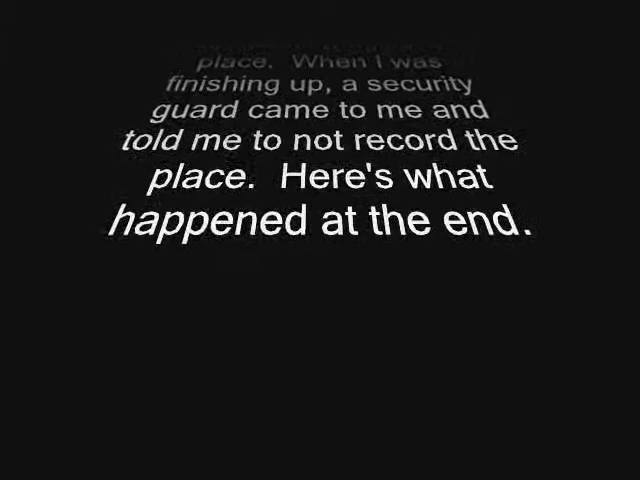 place.  When I was
finishing up, a security
guard came to me and
told me to not record the
place.  Here's what
happened at the end.